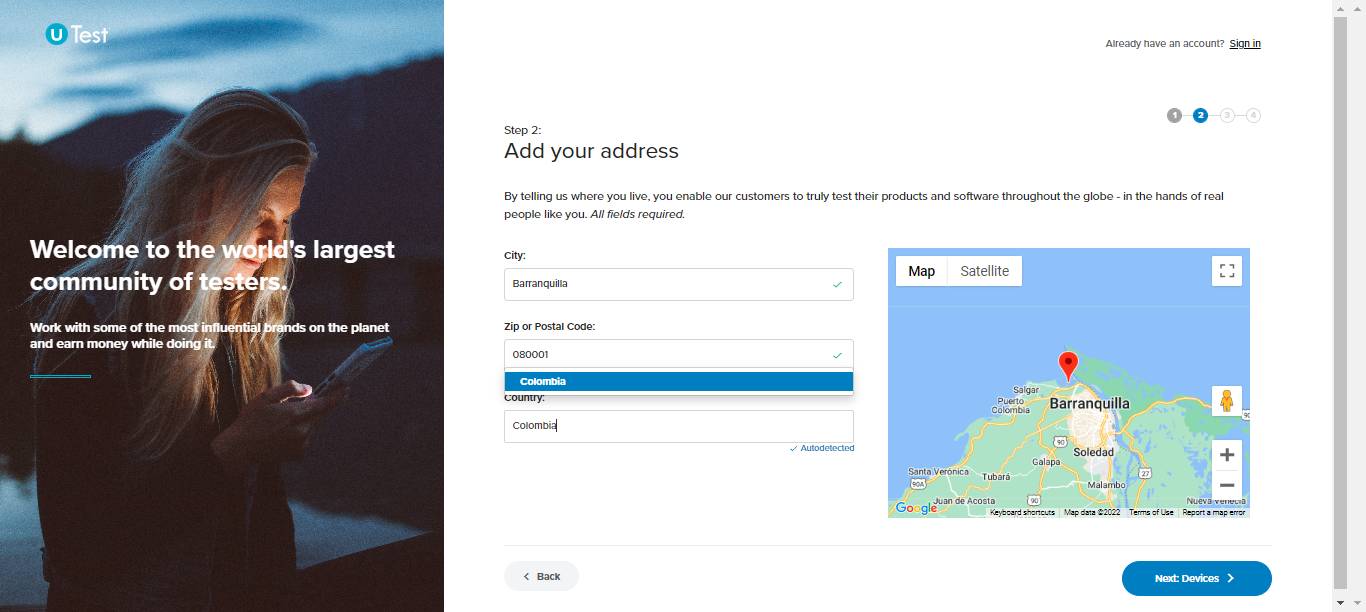 U Test
Already have an account? Sign in
1 2 3 4
Step 2:
Add your address
By telling us where you live, you enable our customers to truly test their products and software throughout the globe - in the hands of real
people like you. All fields required.
Welcome to the world's largest
community of testers.
Work with some of the most influential brands on the planet
and earn money while doing it.
City:
Barranquilla
Zip or Postal Code:
080001
Colombia
Country:
Colombia
Autodetected
Map Satellite
Salgar
Puerto
Colombia
Barranquilla
90
90
Soledad
Galapa
Santa Verónica
Tubará
27
90A
Malambo
Juan de Acosta
90
Nueva Venecia
Google
Keyboard shortcuts Map data ©2022 Terms of Use Report a map error
Back
Next: Devices